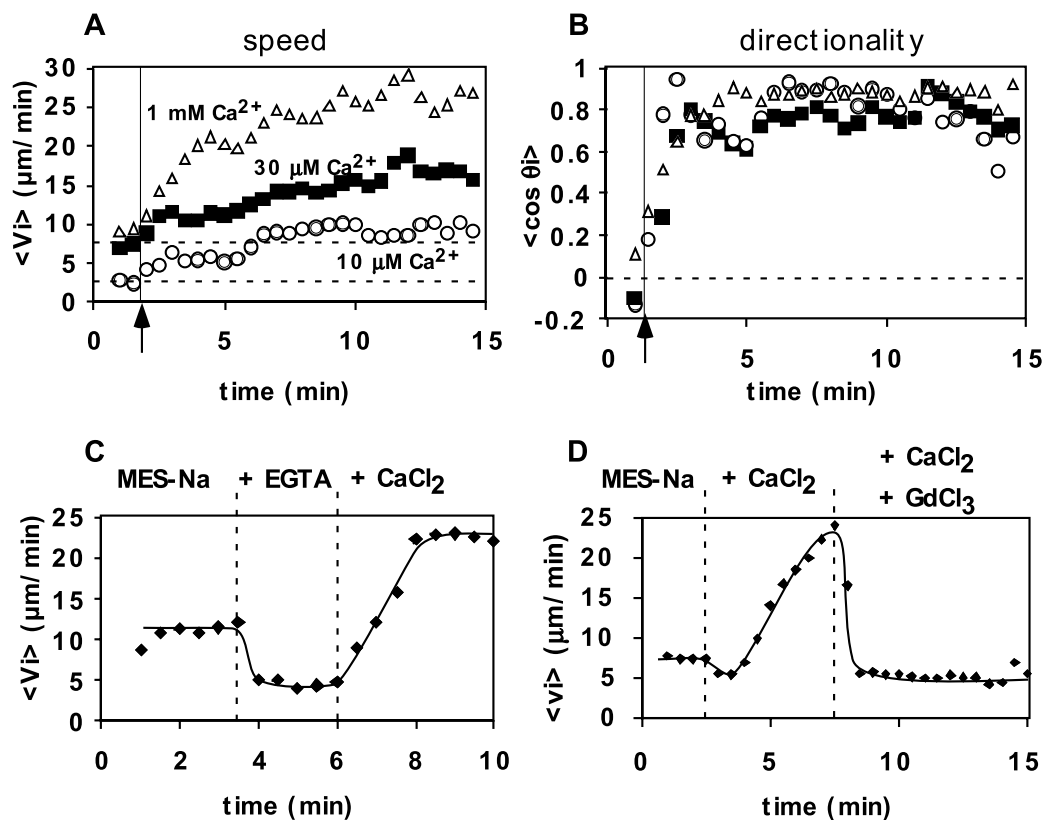 A
speed
<Vi> (µm/ min)
30
25
20
15
10
5
0
1 mM Ca2+
30 µM Ca2+
10 µM Ca2+
0 5 10 15
time (min)
B
directionality
<cos θi>
1
0.8
0.6
0.4
0.2
0
-0.2
0 5 10 15
time (min)
C
MES-Na + EGTA + CaCl2
<Vi> (µm/ min)
25
20
15
10
5
0
0 2 4 6 8 10
time (min)
D
+ CaCl2
MES-Na + CaCl2
+ GdCl3
<vi> (µm/ min)
25
20
15
10
5
0
0 5 10 15
time (min)